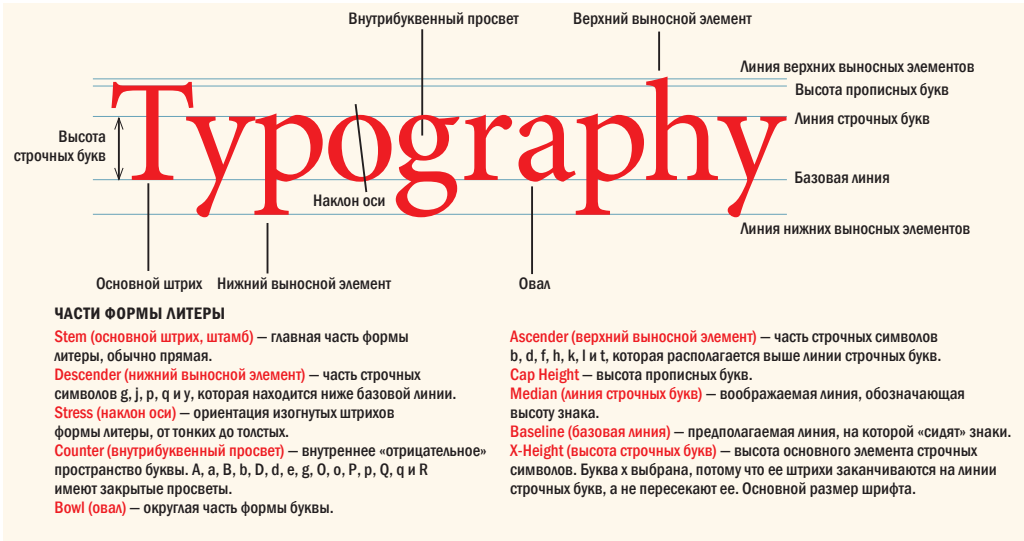 Внутрибуквенный просвет
Верхний выносной элемент
Линия верхних выносных элементов
Высота прописных букв
Линия строчных букв
Typography
Высота
строчных букв
Базовая линия
Наклон оси
Линия нижних выносных элементов
Основной штрих
Нижний выносной элемент
Овал
ЧАСТИ ФОРМЫ ЛИТЕРЫ
Stem (основной штрих, штамб) — главная часть формы
литеры, обычно прямая.
Descender (нижний выносной элемент) — часть строчных
символов g, j, p, q и y, которая находится ниже базовой линии.
Stress (наклон оси) — ориентация изогнутых штрихов
формы литеры, от тонких до толстых.
Counter (внутрибуквенный просвет) — внутреннее «отрицательное»
пространство буквы. A, a, B, b, D, d, e, g, O, o, P, p, Q, q и R
имеют закрытые просветы.
Bowl (овал) — округлая часть формы буквы.
Ascender (верхний выносной элемент) — часть строчных символов
b, d, f, h, k, l и t, которая располагается выше линии строчных букв.
Cap Height — высота прописных букв.
Median (линия строчных букв) — воображаемая линия, обозначающая
высоту знака.
Baseline (базовая линия) — предполагаемая линия, на которой «сидят» знаки.
X-Height (высота строчных букв) — высота основного элемента строчных
символов. Буква x выбрана, потому что ее штрихи заканчиваются на линии
строчных букв, а не пересекают ее. Основной размер шрифта.